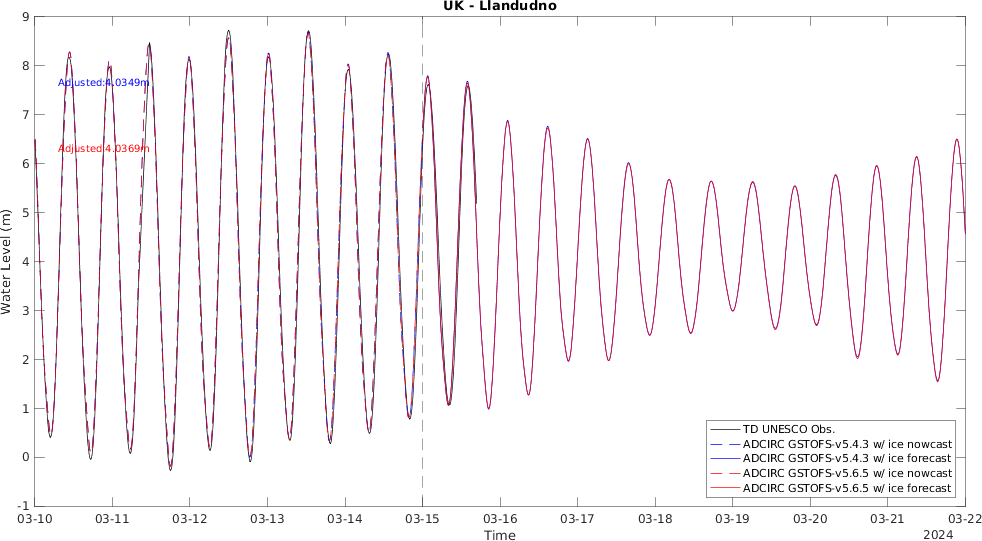 UK - Llandudno
Water Level (m)
9
8
7
6
5
4
3
2
1
0
-1
Adjusted:4.0349m
Adjusted:4.0369m
TD UNESCO Obs.
ADCIRC GSTOFS-v5.4.3 w/ ice nowcast
ADCIRC GSTOFS-v5.4.3 w/ ice forecast
ADCIRC GSTOFS-v5.6.5 w/ ice nowcast
ADCIRC GSTOFS-v5.6.5 w/ ice forecast
03-10 03-11 03-12 03-13 03-14 03-15 03-16 03-17 03-18 03-19 03-20 03-21 03-22
Time
2024